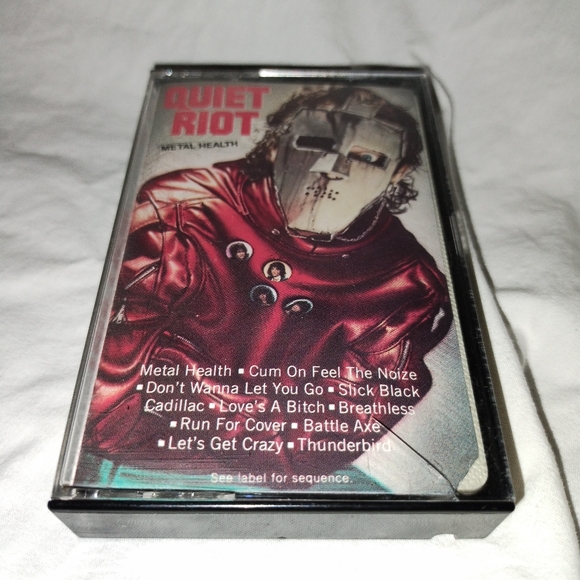 QUIET
RIOT
METAL HEALTH
Metal Health ▪ Cum On Feel The Noize
▪ Don't Wanna Let You Go ▪ Slick Black
Cadillac ▪ Love's A Bitch ▪ Breathless
▪ Run For Cover ▪ Battle Axe
▪ Let's Get Crazy ▪ Thunderbird
See label for sequence.